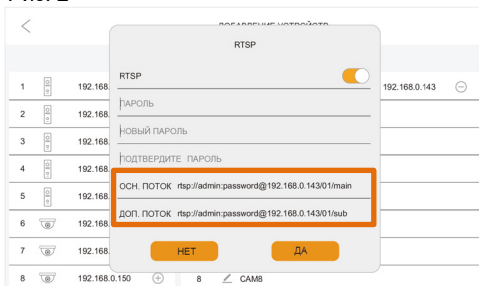 RTSP
RTSP
1 192.168. 192.168.0.143
ПАРОЛЬ
2 192.168.
НОВЫЙ ПАРОЛЬ
3 192.168.
ПОДТВЕРДИТЕ ПАРОЛЬ
4 192.168.
ОСН. ПОТОК rtsp://admin:password@192.168.0.143/01/main
5 192.168.
ДОП. ПОТОК rtsp://admin:password@192.168.0.143/01/sub
6 192.168.
НЕТ ДА
7 192.168.
8 192.168.0.150 8 CAM8